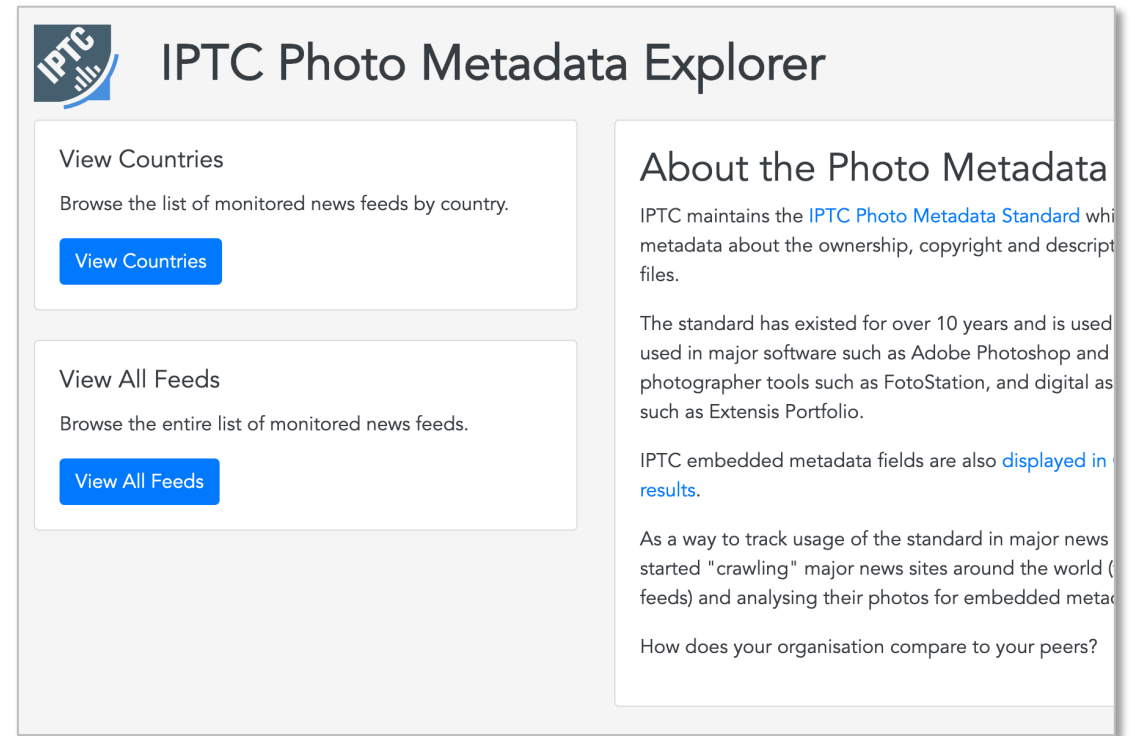 IPTC
IPTC Photo Metadata Explorer
View Countries
Browse the list of monitored news feeds by country.
View Countries
View All Feeds
Browse the entire list of monitored news feeds.
View All Feeds
About the Photo Metadata
IPTC maintains the IPTC Photo Metadata Standard whi
metadata about the ownership, copyright and descript
files.
The standard has existed for over 10 years and is used
used in major software such as Adobe Photoshop and
photographer tools such as FotoStation, and digital as
such as Extensis Portfolio.
IPTC embedded metadata fields are also displayed in
results.
As a way to track usage of the standard in major news
started "crawling" major news sites around the world (
feeds) and analysing their photos for embedded meta
How does your organisation compare to your peers?